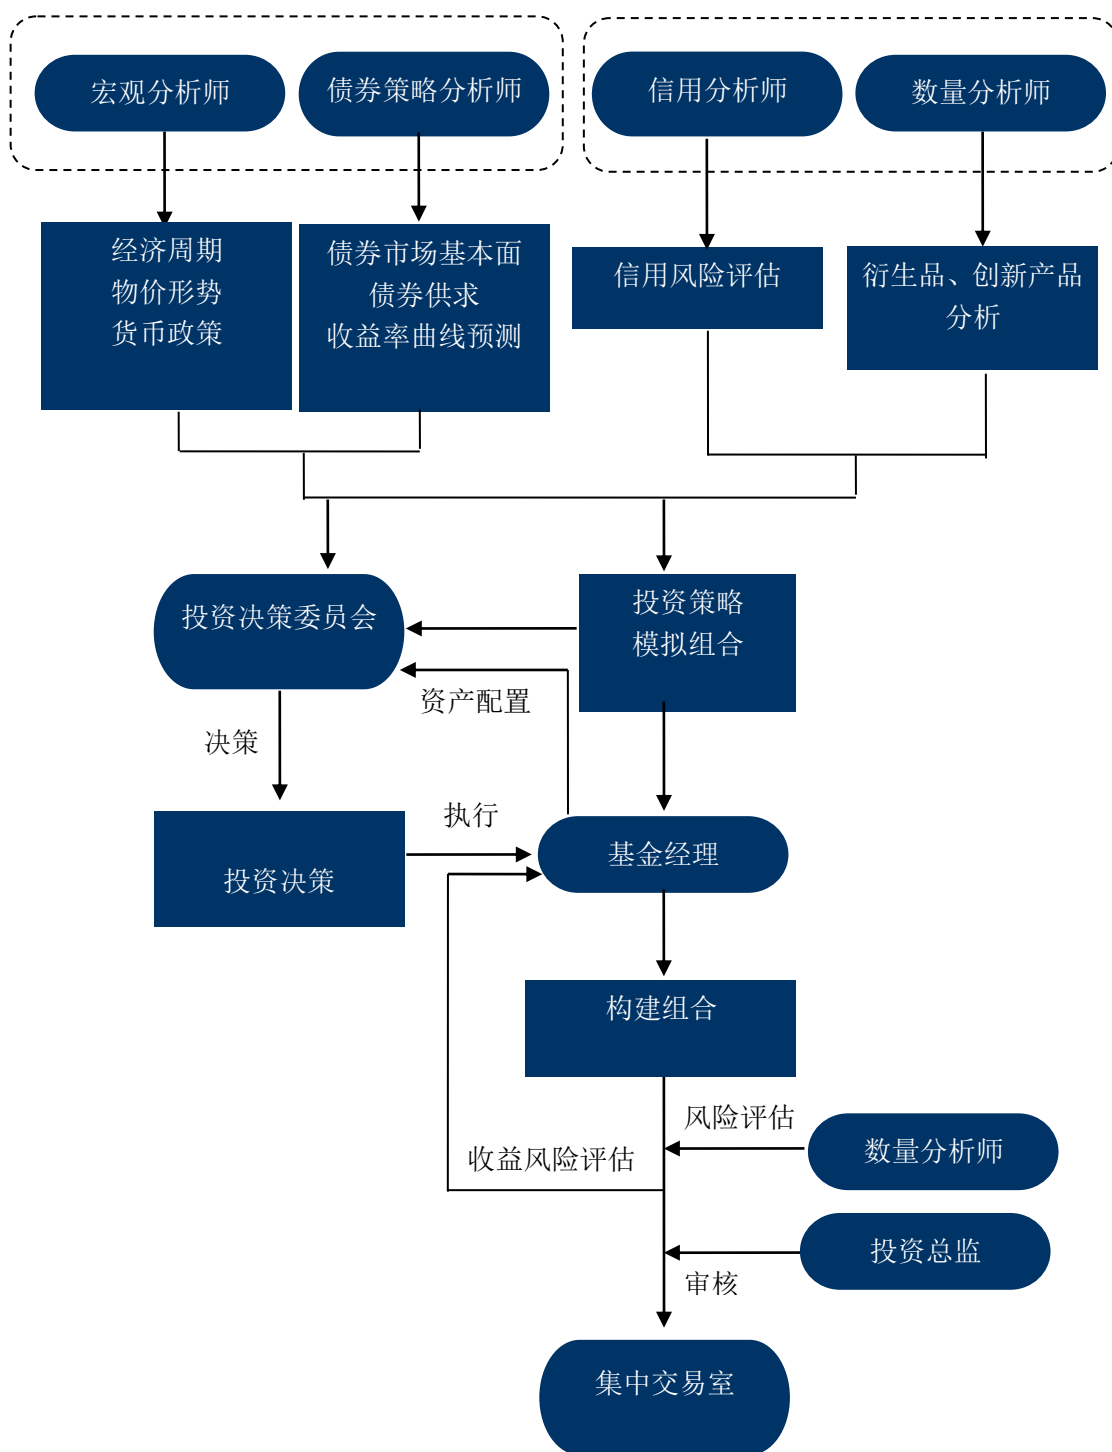 宏观分析师
债券策略分析师
信用分析师
数量分析师
经济周期
物价形势
货币政策
债券市场基本面
债券供求
收益率曲线预测
信用风险评估
衍生品、创新产品
分析
投资决策委员会
投资策略
模拟组合
资产配置
决策
执行
投资决策
基金经理
构建组合
风险评估
数量分析师
收益风险评估
投资总监
审核
集中交易室